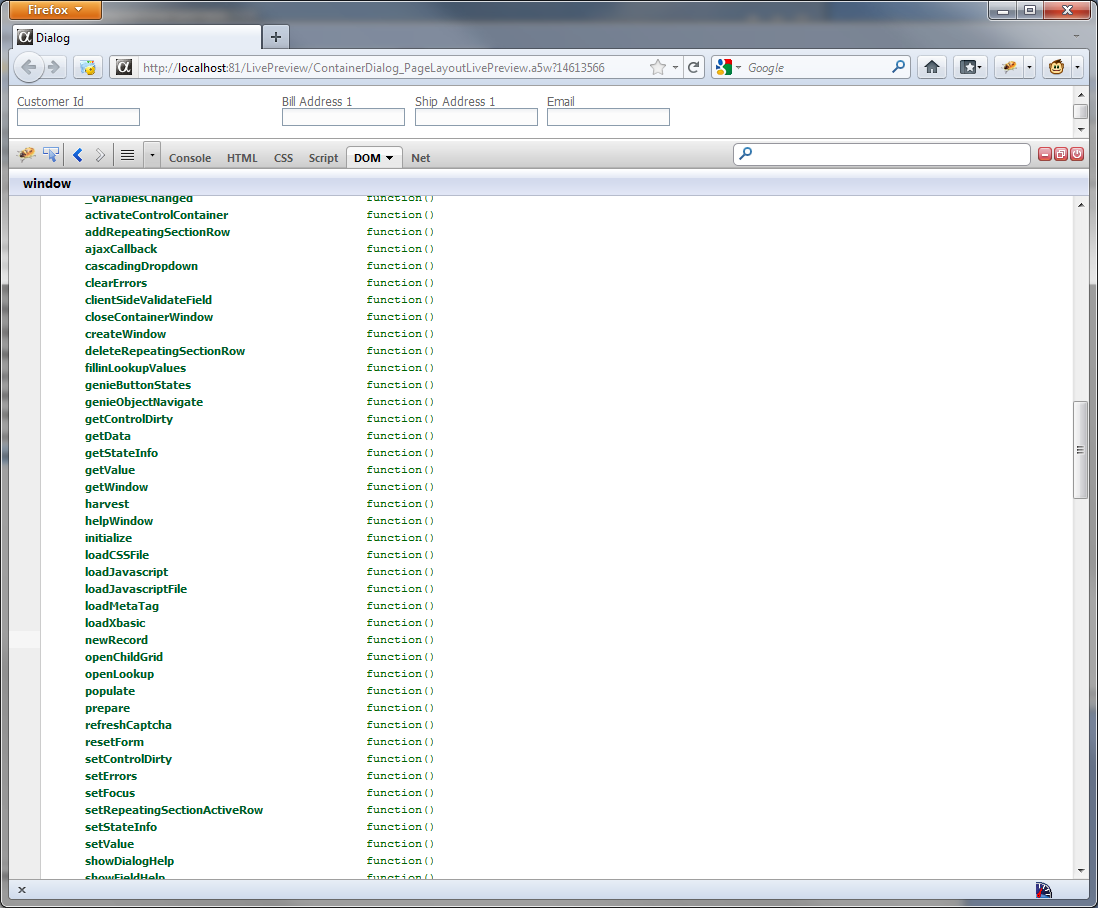 Firefox
Dialog
http://localhost:81/LivePreview/ContainerDialog_PageLayoutLivePreview.a5w?14613566
Google
Customer Id Bill Address 1 Ship Address 1 Email
Console HTML CSS Script DOM Net
window
_variablesChanged function()
activateControlContainer function()
addRepeatingSectionRow function()
ajaxCallback function()
cascadingDropdown function()
clearErrors function()
clientSideValidateField function()
closeContainerWindow function()
createWindow function()
deleteRepeatingSectionRow function()
fillinLookupValues function()
genieButtonStates function()
genieObjectNavigate function()
getControlDirty function()
getData function()
getStateInfo function()
getValue function()
getWindow function()
harvest function()
helpWindow function()
initialize function()
loadCSSFile function()
loadJavascript function()
loadJavascriptFile function()
loadMetaTag function()
loadXbasic function()
newRecord function()
openChildGrid function()
openLookup function()
populate function()
prepare function()
refreshCaptcha function()
resetForm function()
setControlDirty function()
setErrors function()
setFocus function()
setRepeatingSectionActiveRow function()
setStateInfo function()
setValue function()
showDialogHelp function()
showFieldHelp function()